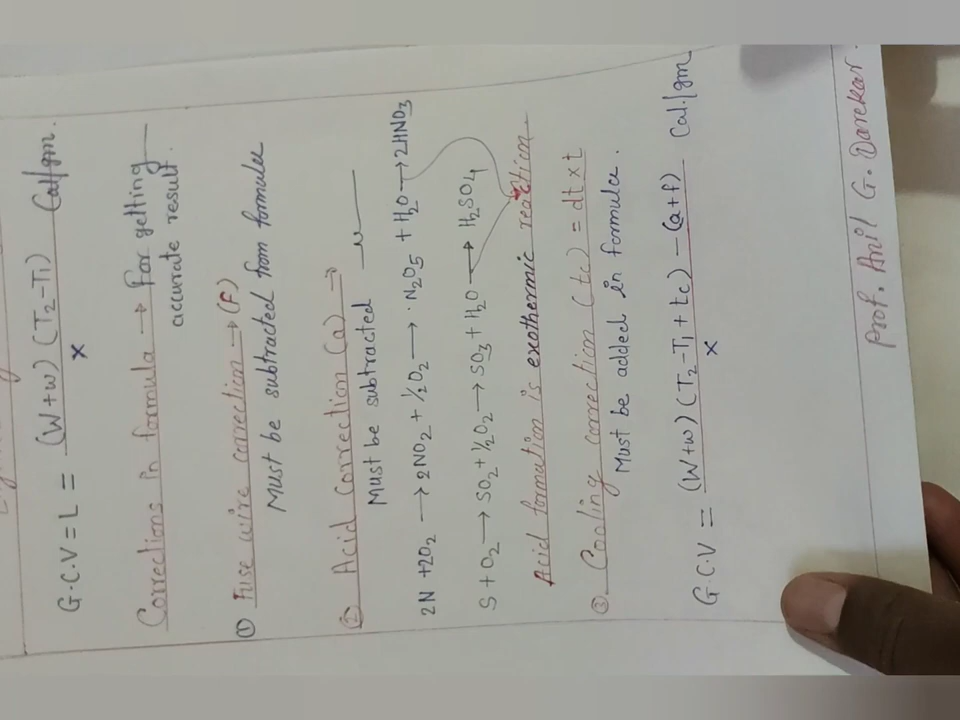 G.C.V = L = (W+w) (T₂-T₁) / x Cal/gm.
Corrections in formula → For getting
accurate result.
① Fuse wire correction → (f)
Must be subtracted from formula
② Acid Correction (a) →
Must be subtracted —〃—
2N + 2O₂ → 2NO₂ + ½O₂ → · N₂O₅ + H₂O → 2HNO₃
S + O₂ → SO₂ + ½O₂ → SO₃ + H₂O → H₂SO₄
Acid formation is exothermic reaction
③ Cooling correction (tc) = dt × t
Must be added in formula.
G.C.V = (W+w) (T₂-T₁ + tc) - (a+f) / x Cal./gm
Prof. Anil G. Darekar.